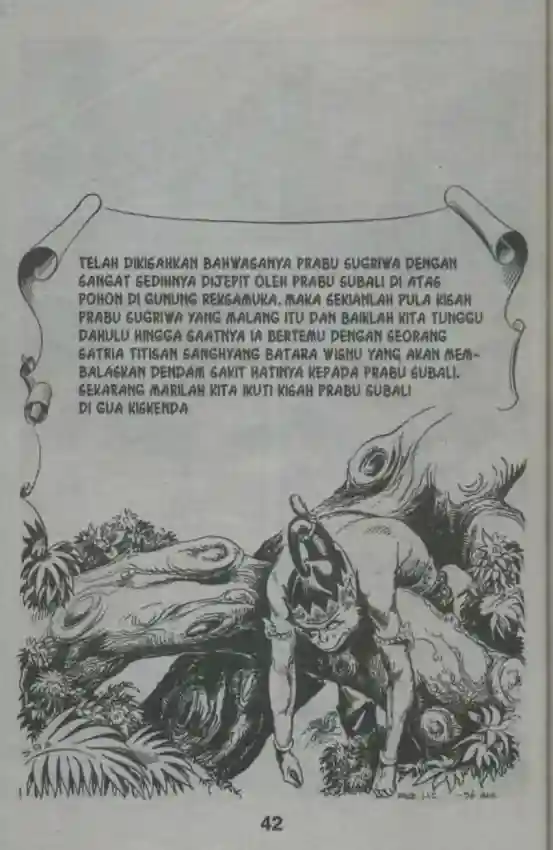 TELAH DIKISAHKAN BAHWASANYA PRABU SUGRIWA DENGAN
SANGAT SEDIHNYA DIJEPIT OLEH PRABU SUBALI DI ATAS
POHON DI GUNUNG REKSAMUKA. MAKA SEKIANLAH PULA KISAH
PRABU SUGRIWA YANG MALANG ITU DAN BAIKLAH KITA TUNGGU
DAHULU HINGGA SAATNYA IA BERTEMU DENGAN SEORANG
SATRIA TITISAN SANGHYANG BATARA WISNU YANG AKAN MEM-
BALASKAN DENDAM SAKIT HATINYA KEPADA PRABU SUBALI.
SEKARANG MARILAH KITA IKUTI KISAH PRABU SUBALI
DI GUA KISKENDA
42